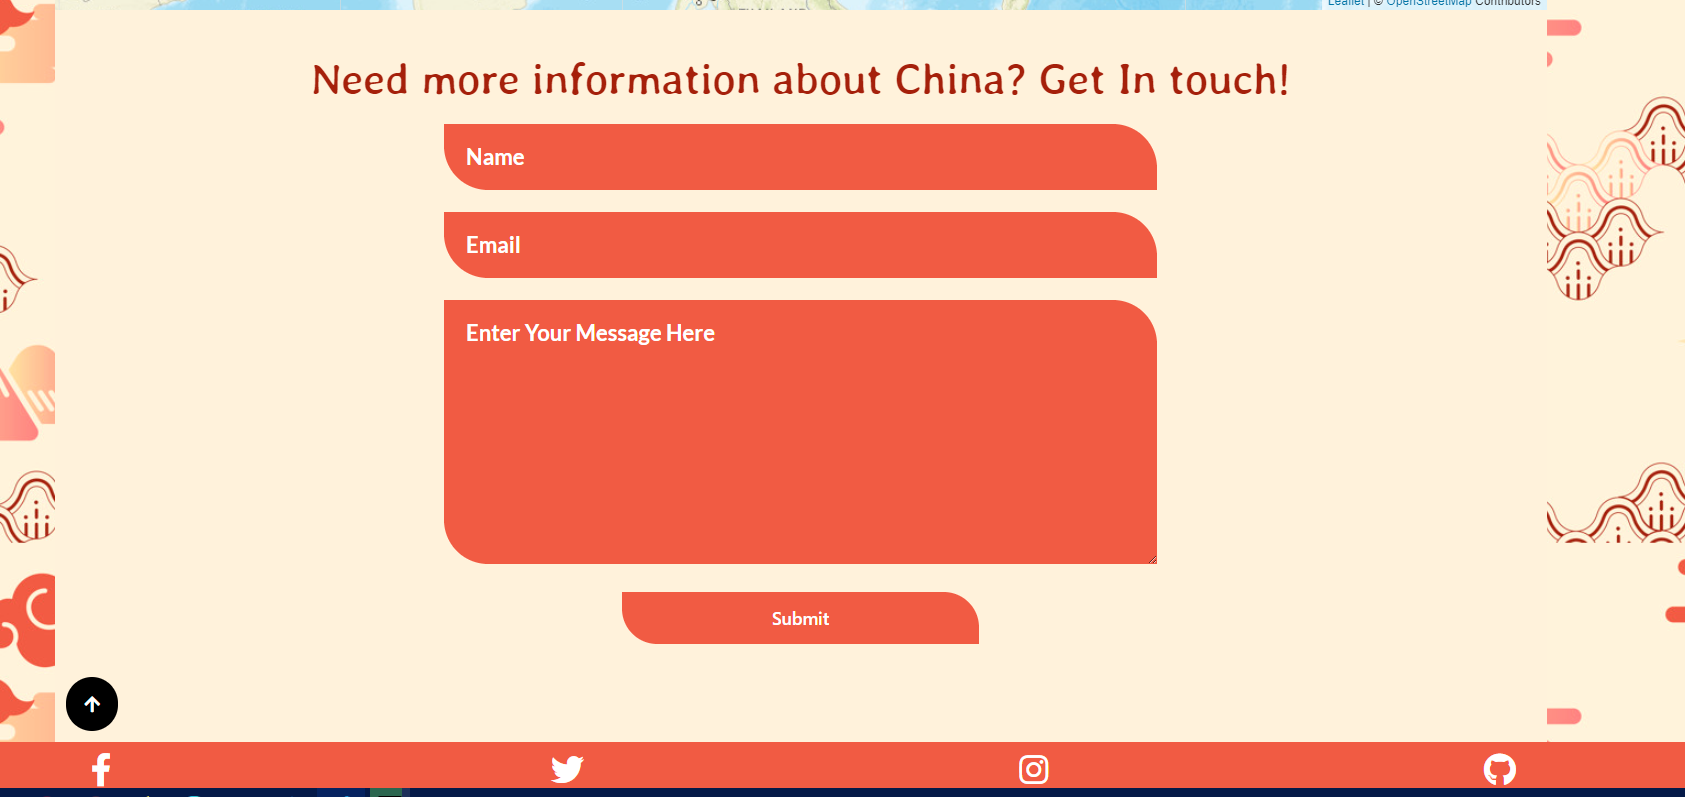 Leaflet | © OpenStreetMap Contributors
Need more information about China? Get In touch!
Name
Email
Enter Your Message Here
Submit